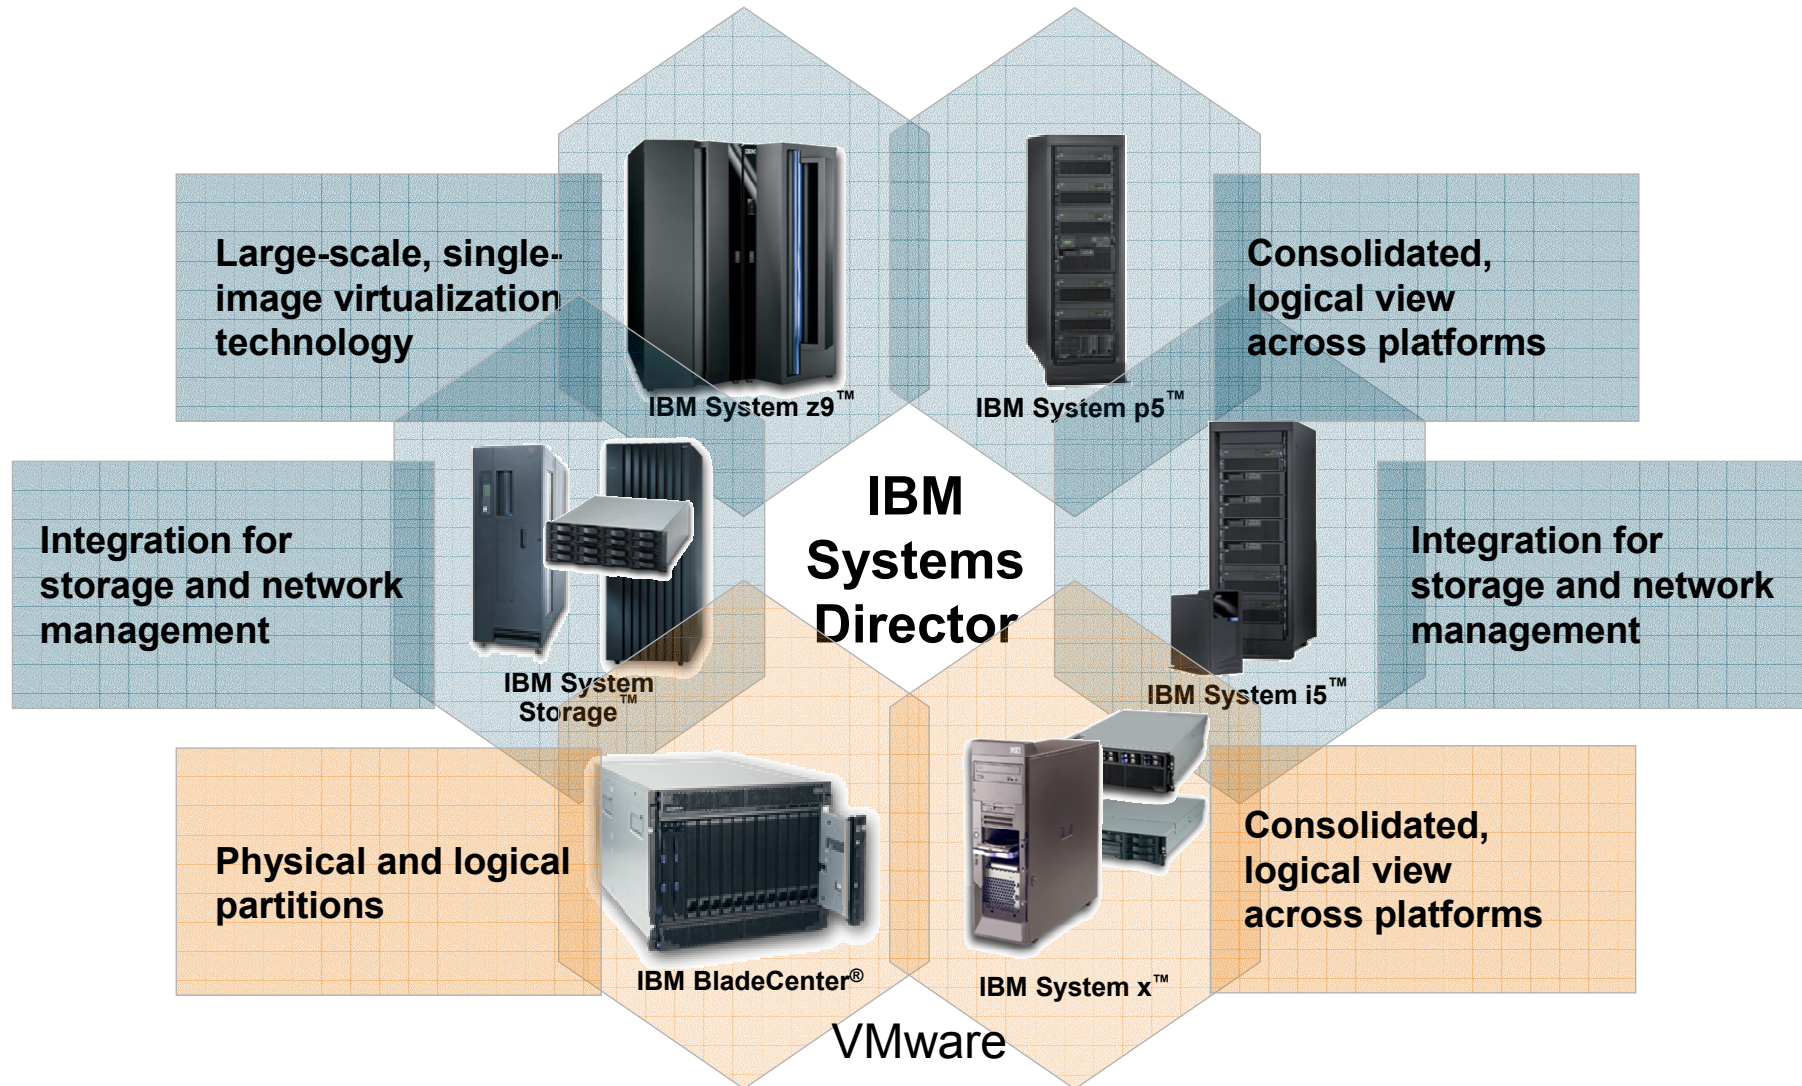 Large-scale, single-
image virtualization
technology
IBM System z9™
IBM System p5™
Consolidated,
logical view
across platforms
Integration for
storage and network
management
IBM System
Storage™
IBM
Systems
Director
IBM System i5™
Integration for
storage and network
management
Physical and logical
partitions
IBM BladeCenter®
IBM System x™
Consolidated,
logical view
across platforms
VMware